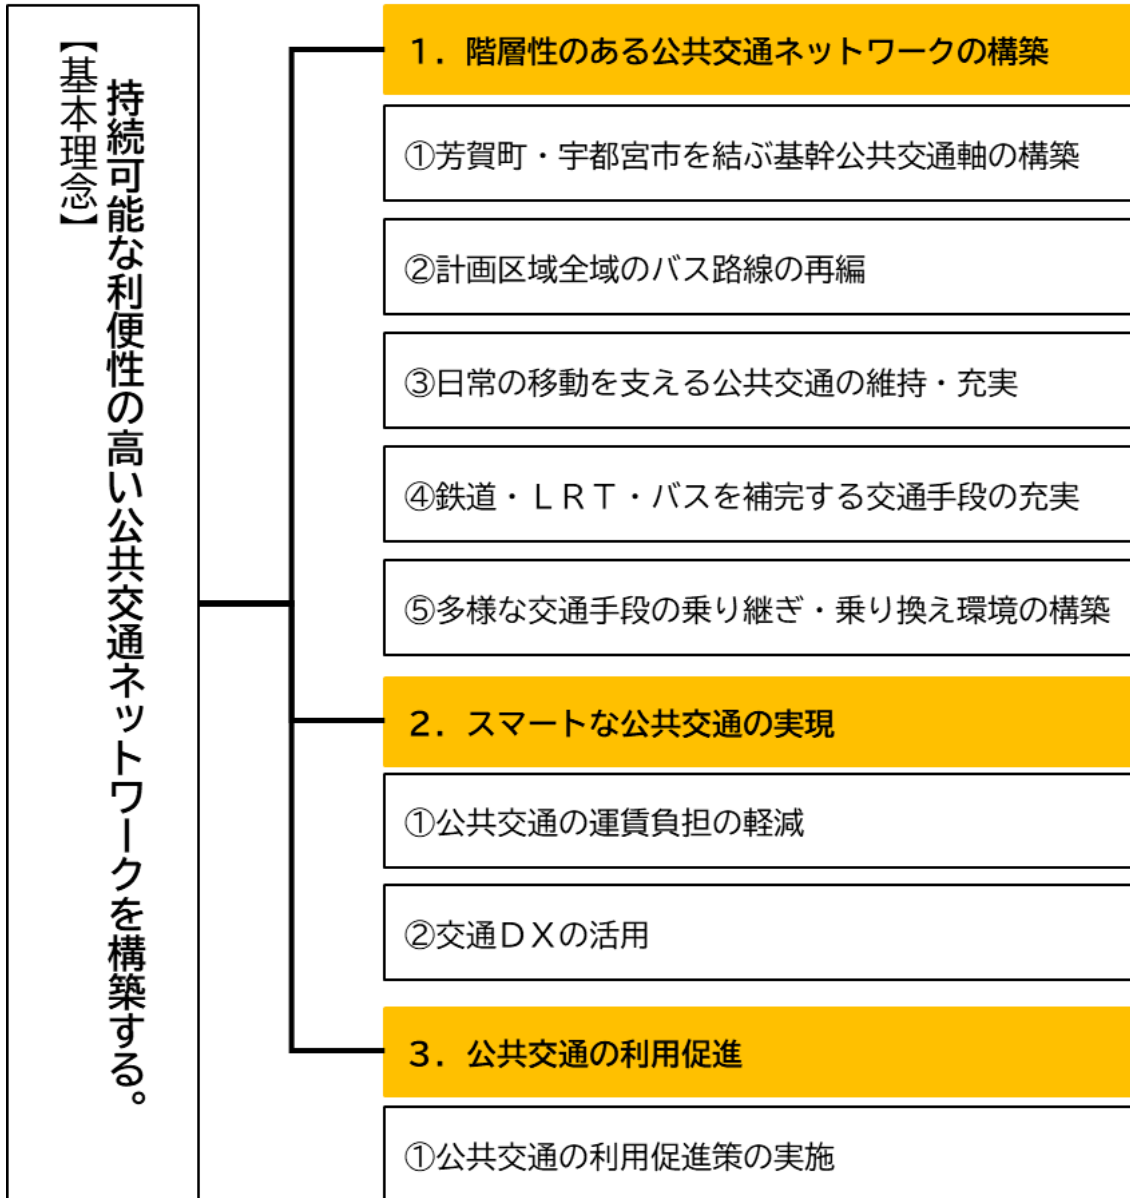 【基本理念】
持続可能な利便性の高い公共交通ネットワークを構築する。
１．階層性のある公共交通ネットワークの構築
①芳賀町・宇都宮市を結ぶ基幹公共交通軸の構築
②計画区域全域のバス路線の再編
③日常の移動を支える公共交通の維持・充実
④鉄道・ＬＲＴ・バスを補完する交通手段の充実
⑤多様な交通手段の乗り継ぎ・乗り換え環境の構築
２．スマートな公共交通の実現
①公共交通の運賃負担の軽減
②交通ＤＸの活用
３．公共交通の利用促進
①公共交通の利用促進策の実施